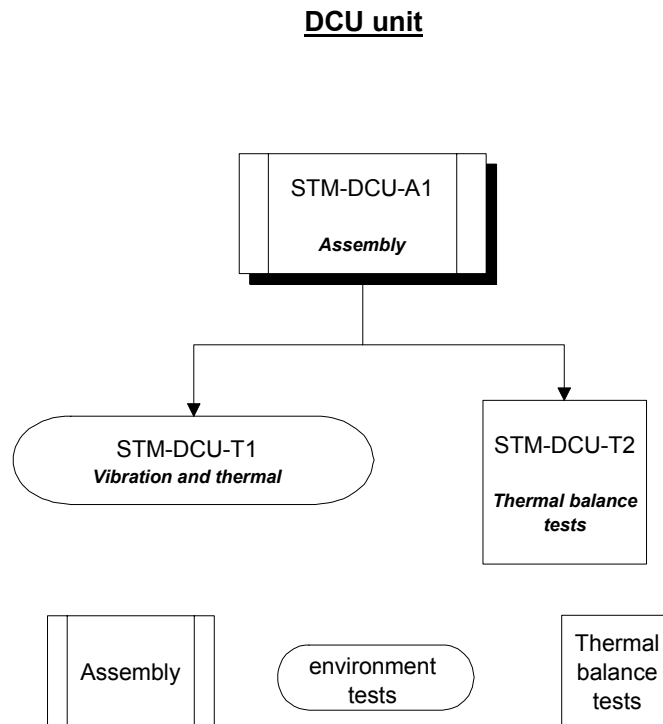 DCU unit
STM-DCU-A1
Assembly
STM-DCU-T1
Vibration and thermal
STM-DCU-T2
Thermal balance
tests
Assembly
environment
tests
Thermal
balance
tests